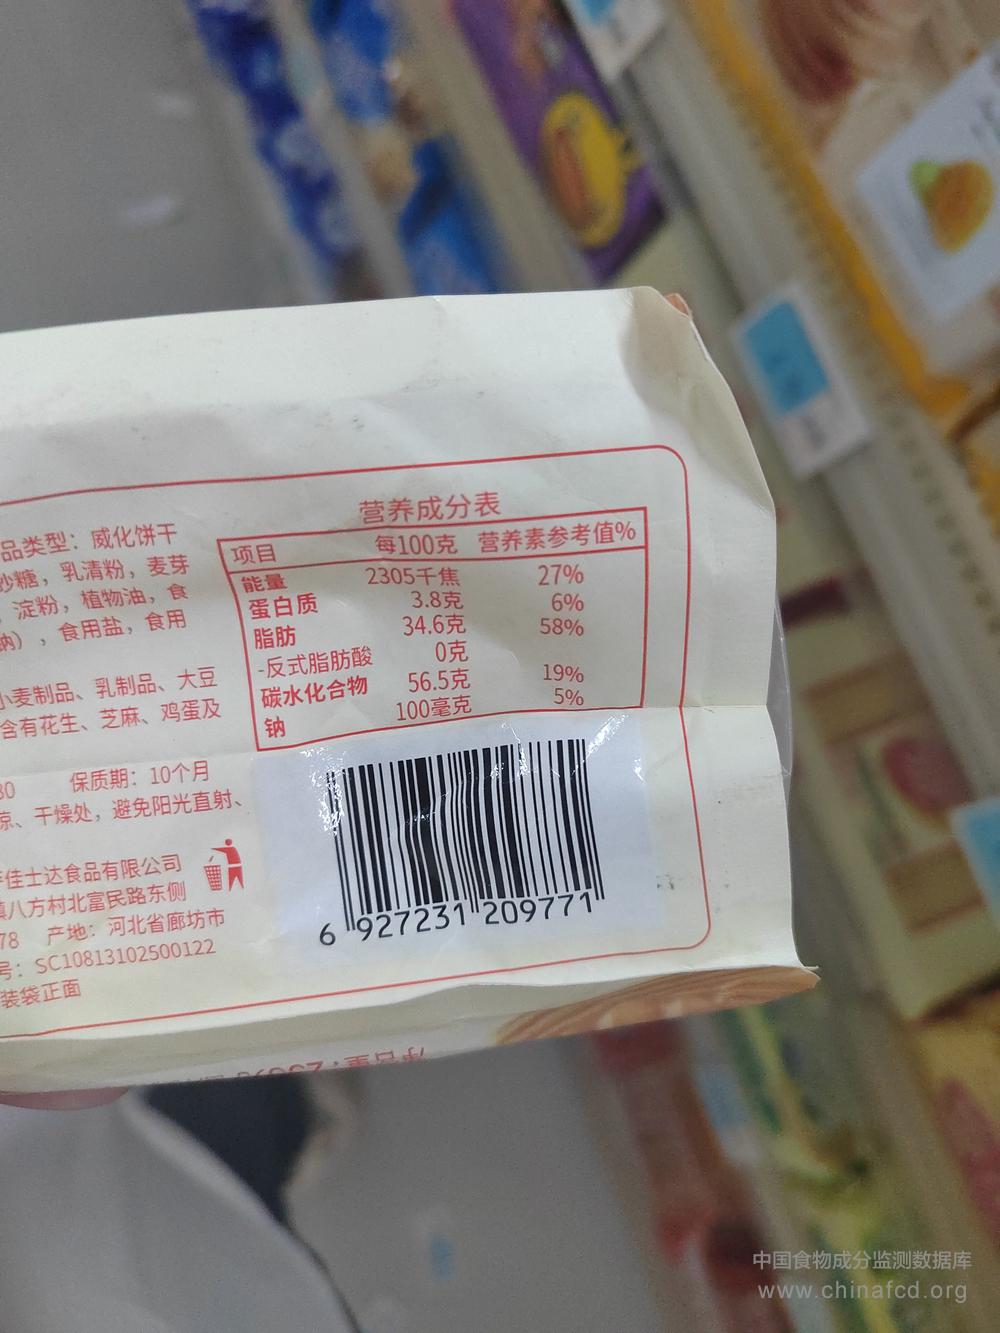 品类型：威化饼干
砂糖，乳清粉，麦芽
，淀粉，植物油，食
钠），食用盐，食用
小麦制品、乳制品、大豆
含有花生、芝麻、鸡蛋及
80 保质期：10个月
凉、干燥处，避免阳光直射、
佳士达食品有限公司
镇八方村北富民路东侧
78 产地：河北省廊坊市
号：SC10813102500122
装袋正面
营养成分表
项目 每100克 营养素参考值%
能量 2305千焦 27%
蛋白质 3.8克 6%
脂肪 34.6克 58%
-反式脂肪酸 0克
碳水化合物 56.5克 19%
钠 100毫克 5%
6 927231 209771
净含量：
中国食物成分监测数据库
www.chinafcd.org